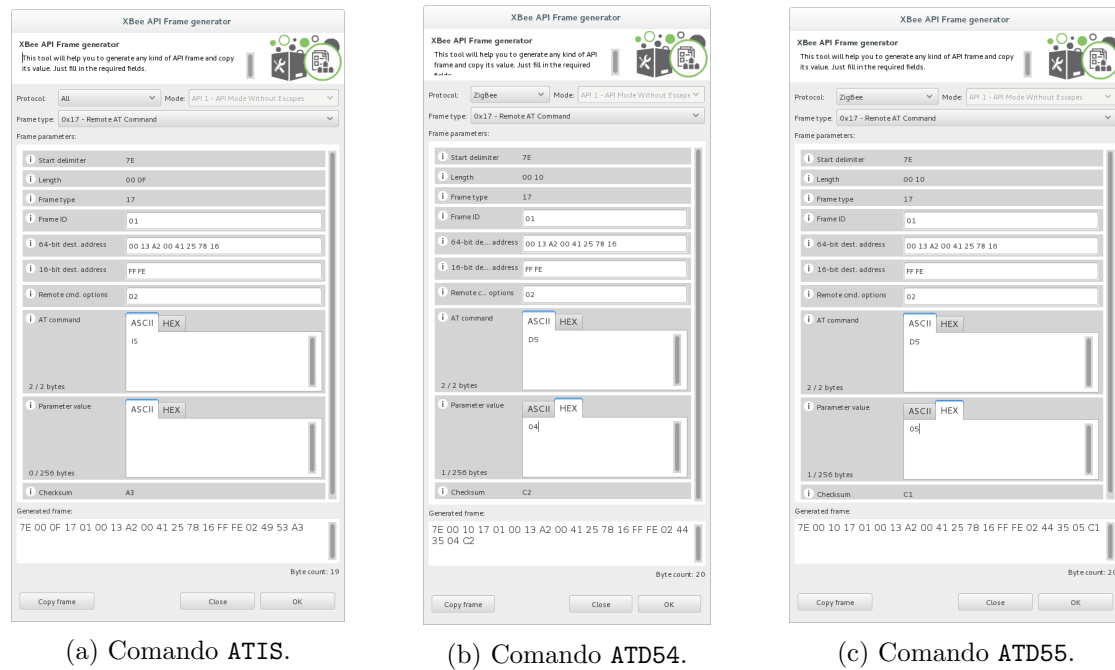 XBee API Frame generator
XBee API Frame generator
This tool will help you to generate any kind of API frame and copy
its value. Just fill in the required fields.
Protocol: All Mode: API 1 - API Mode Without Escapes
Frame type: 0x17 - Remote AT Command
Frame parameters:
Start delimiter 7E
Length 00 0F
Frame type 17
Frame ID 01
64-bit dest. address 00 13 A2 00 41 25 78 16
16-bit dest. address FF FE
Remote cmd. options 02
AT command ASCII HEX
IS
2 / 2 bytes
Parameter value ASCII HEX
0 / 256 bytes
Checksum A3
Generated frame:
7E 00 0F 17 01 00 13 A2 00 41 25 78 16 FF FE 02 49 53 A3
Byte count: 19
Copy frame Close OK
(a) Comando ATIS.
XBee API Frame generator
XBee API Frame generator
This tool will help you to generate any kind of API
frame and copy its value. Just fill in the required
Protocol: ZigBee Mode: API 1 - API Mode Without Escape
Frame type: 0x17 - Remote AT Command
Frame parameters:
Start delimiter 7E
Length 00 10
Frame type 17
Frame ID 01
64-bit de... address 00 13 A2 00 41 25 78 16
16-bit de... address FF FE
Remote c... options 02
AT command ASCII HEX
D5
2 / 2 bytes
Parameter value ASCII HEX
04
1 / 256 bytes
Checksum C2
Generated frame:
7E 00 10 17 01 00 13 A2 00 41 25 78 16 FF FE 02 44
35 04 C2
Byte count: 20
Copy frame Close OK
(b) Comando ATD54.
XBee API Frame generator
XBee API Frame generator
This tool will help you to generate any kind of API frame and copy
its value. Just fill in the required fields.
Protocol: ZigBee Mode: API 1 - API Mode Without Escapes
Frame type: 0x17 - Remote AT Command
Frame parameters:
Start delimiter 7E
Length 00 10
Frame type 17
Frame ID 01
64-bit dest. address 00 13 A2 00 41 25 78 16
16-bit dest. address FF FE
Remote cmd. options 02
AT command ASCII HEX
D5
2 / 2 bytes
Parameter value ASCII HEX
05
1 / 256 bytes
Checksum C1
Generated frame:
7E 00 10 17 01 00 13 A2 00 41 25 78 16 FF FE 02 44 35 05 C1
Byte count: 20
Copy frame Close OK
(c) Comando ATD55.